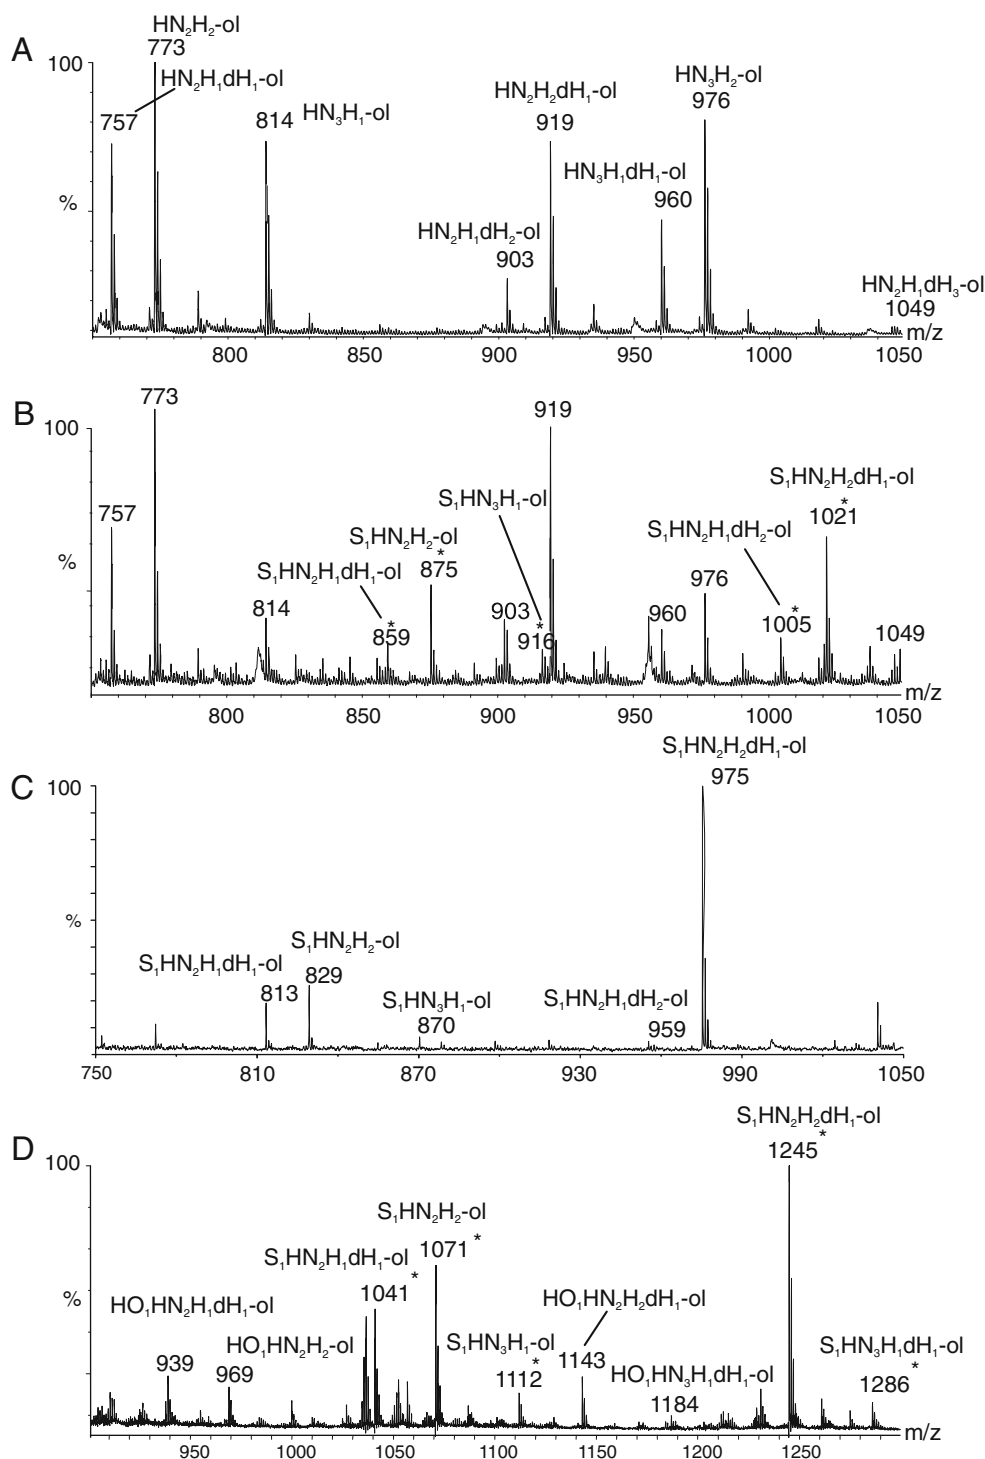 A
HN₂H₂-ol
773
HN₂H₁dH₁-ol
757
814 HN₃H₁-ol
HN₂H₂dH₁-ol
919
HN₃H₂-ol
976
HN₃H₁dH₁-ol
960
HN₂H₁dH₂-ol
903
HN₂H₁dH₃-ol
1049
100
%
800 850 900 950 1000 1050 m/z
B
773
919
100
757
S₁HN₃H₁-ol
S₁HN₂H₂dH₁-ol
*
1021
S₁HN₂H₂-ol
*
875
S₁HN₂H₁dH₂-ol
*
1005
S₁HN₂H₁dH₁-ol
*
859
814
903
*
916
960
976
1049
%
800 850 900 950 1000 1050 m/z
C
S₁HN₂H₂dH₁-ol
975
100
%
S₁HN₂H₂-ol
829
S₁HN₂H₁dH₁-ol
813
S₁HN₃H₁-ol
870
S₁HN₂H₁dH₂-ol
959
750 810 870 930 990 1050
D
S₁HN₂H₂dH₁-ol
*
1245
100
S₁HN₂H₂-ol
1071 *
S₁HN₂H₁dH₁-ol
1041 *
%
HO₁HN₂H₁dH₁-ol
939
HO₁HN₂H₂-ol
969
HO₁HN₂H₂dH₁-ol
1143
S₁HN₃H₁-ol
*
1112
HO₁HN₃H₁dH₁-ol
1184
S₁HN₃H₁dH₁-ol
*
1286
950 1000 1050 1100 1150 1200 1250 m/z